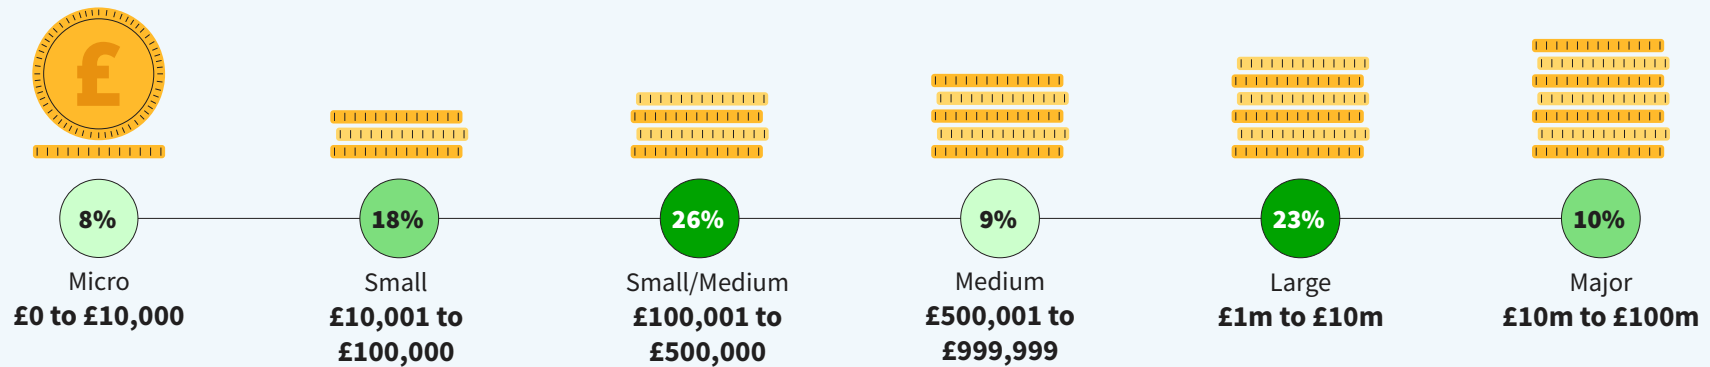 £
8%
18%
26%
9%
23%
10%
Micro
£0 to £10,000
Small
£10,001 to
£100,000
Small/Medium
£100,001 to
£500,000
Medium
£500,001 to
£999,999
Large
£1m to £10m
Major
£10m to £100m